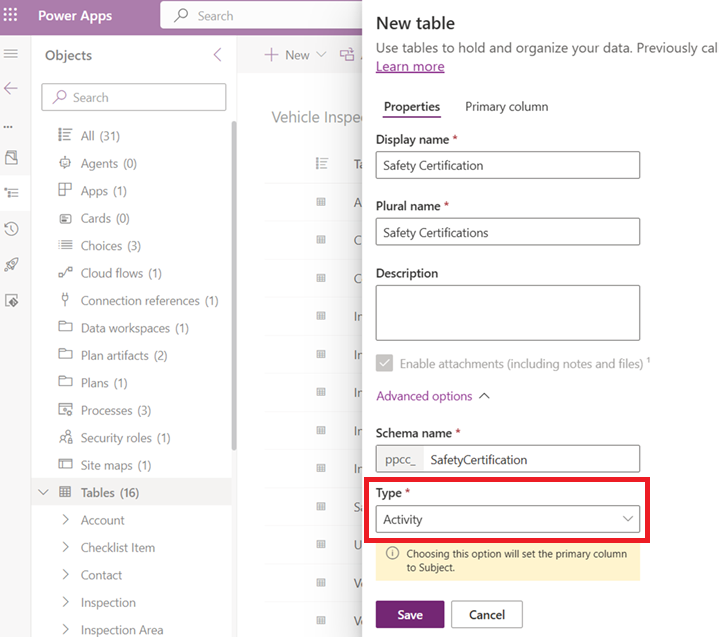 Power Apps
Search
Objects
Search
All (31)
Agents (0)
Apps (1)
Cards (0)
Choices (3)
Cloud flows (1)
Connection references (1)
Data workspaces (1)
Plan artifacts (2)
Plans (1)
Processes (3)
Security roles (1)
Site maps (1)
Tables (16)
Account
Checklist Item
Contact
Inspection
Inspection Area
New
Vehicle Inspe
New table
Use tables to hold and organize your data. Previously cal
Learn more
Properties
Primary column
Display name *
Safety Certification
Plural name *
Safety Certifications
Description
Enable attachments (including notes and files) ¹
Advanced options
Schema name *
ppcc_ SafetyCertification
Type *
Activity
Choosing this option will set the primary column
to Subject.
Save
Cancel